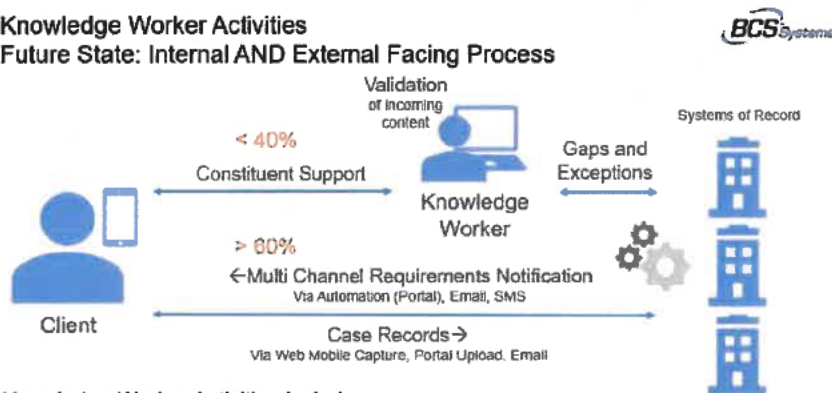 Knowledge Worker Activities
Future State: Internal AND External Facing Process
BCS Systems
Validation
of incoming
content
Systems of Record
< 40%
Constituent Support
Gaps and
Exceptions
Knowledge
Worker
> 60%
←Multi Channel Requirements Notification
Via Automation (Portal), Email, SMS
Client
Case Records→
Via Web Mobile Capture, Portal Upload, Email